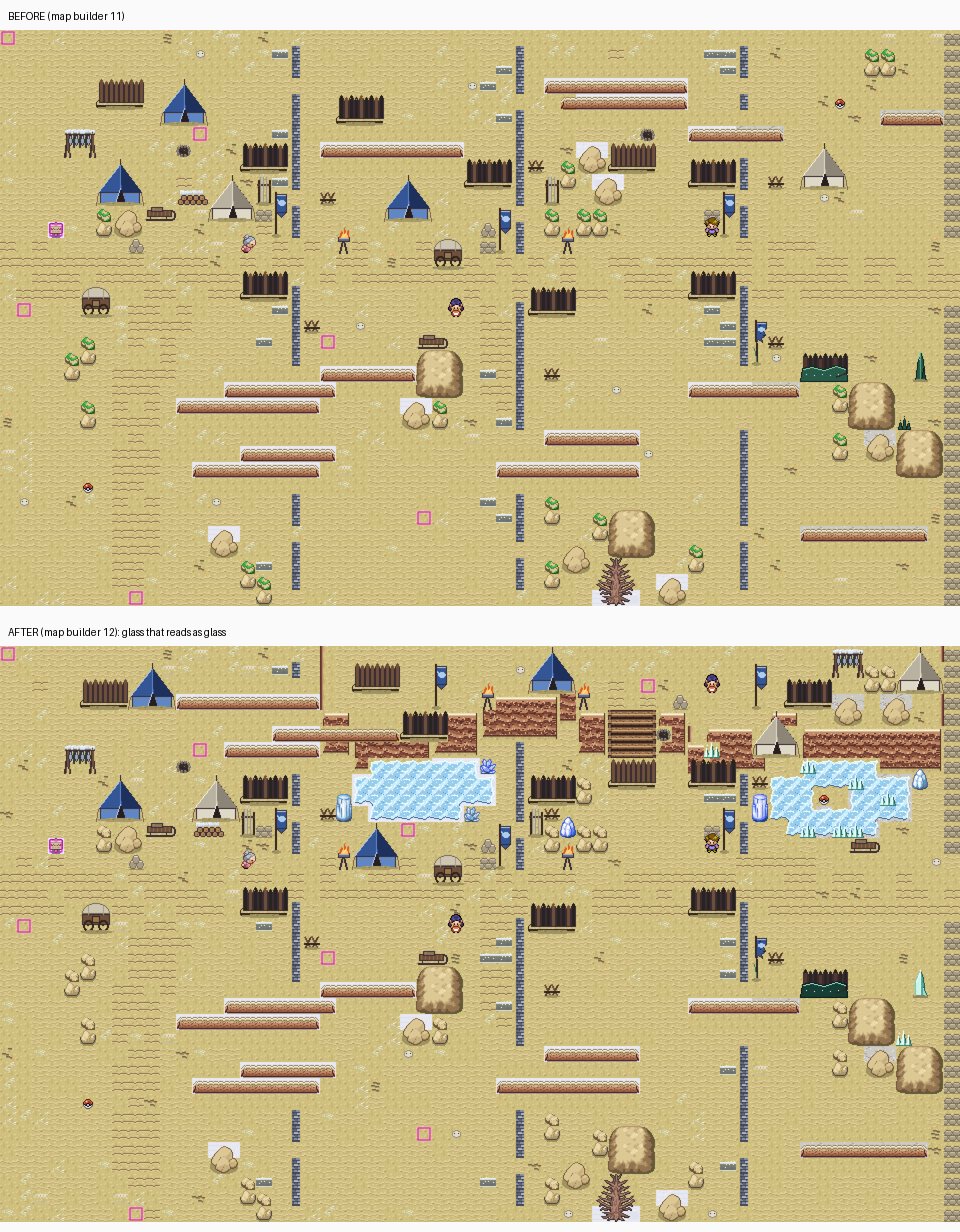 BEFORE (map builder 11)
AFTER (map builder 12): glass that reads as glass